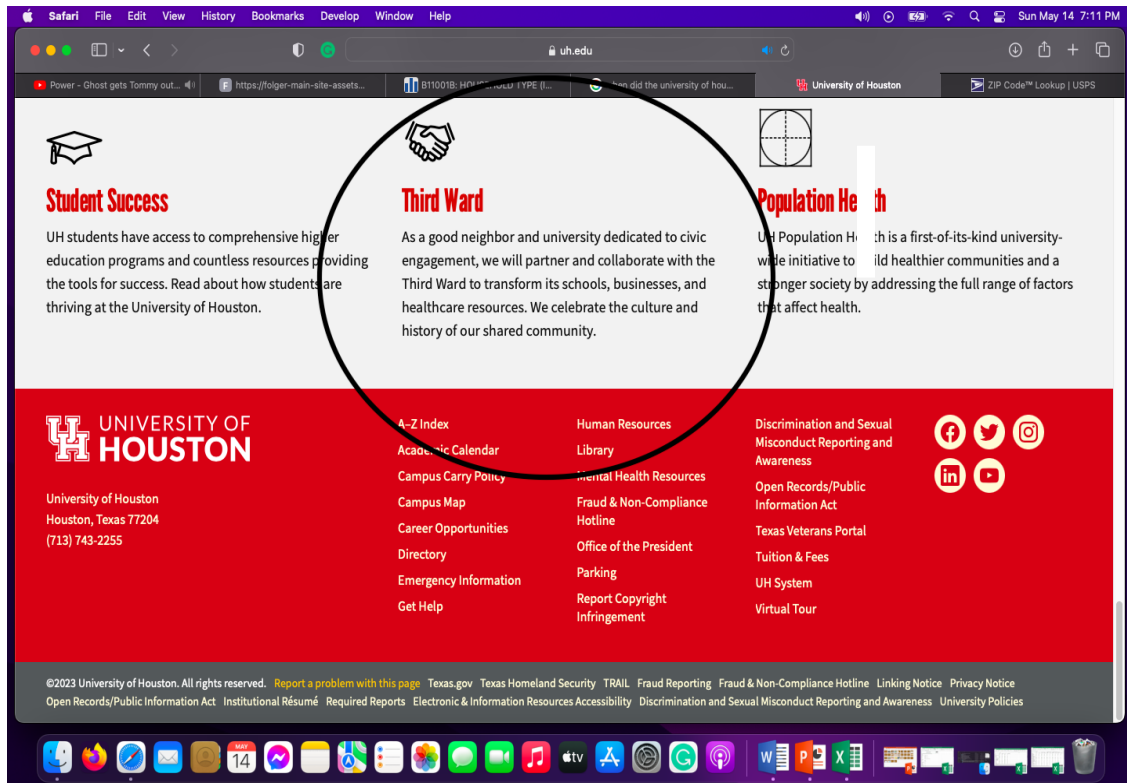 Safari File Edit View History Bookmarks Develop Window Help Sun May 14 7:11 PM
uh.edu
Power - Ghost gets Tommy out... https://folger-main-site-assets... B11001B: HOUSEHOLD TYPE (I... did the university of hou... University of Houston ZIP Code™ Lookup | USPS
Student Success
UH students have access to comprehensive higher
education programs and countless resources providing
the tools for success. Read about how students are
thriving at the University of Houston.
Third Ward
As a good neighbor and university dedicated to civic
engagement, we will partner and collaborate with the
Third Ward to transform its schools, businesses, and
healthcare resources. We celebrate the culture and
history of our shared community.
Population Health
UH Population Health is a first-of-its-kind university-
wide initiative to build healthier communities and a
stronger society by addressing the full range of factors
that affect health.
UNIVERSITY OF
HOUSTON
University of Houston
Houston, Texas 77204
(713) 743-2255
A–Z Index
Academic Calendar
Campus Carry Policy
Campus Map
Career Opportunities
Directory
Emergency Information
Get Help
Human Resources
Library
Mental Health Resources
Fraud & Non-Compliance
Hotline
Office of the President
Parking
Report Copyright
Infringement
Discrimination and Sexual
Misconduct Reporting and
Awareness
Open Records/Public
Information Act
Texas Veterans Portal
Tuition & Fees
UH System
Virtual Tour
©2023 University of Houston. All rights reserved. Report a problem with this page Texas.gov Texas Homeland Security TRAIL Fraud Reporting Fraud & Non-Compliance Hotline Linking Notice Privacy Notice
Open Records/Public Information Act Institutional Résumé Required Reports Electronic & Information Resources Accessibility Discrimination and Sexual Misconduct Reporting and Awareness University Policies
MAY
14
tv